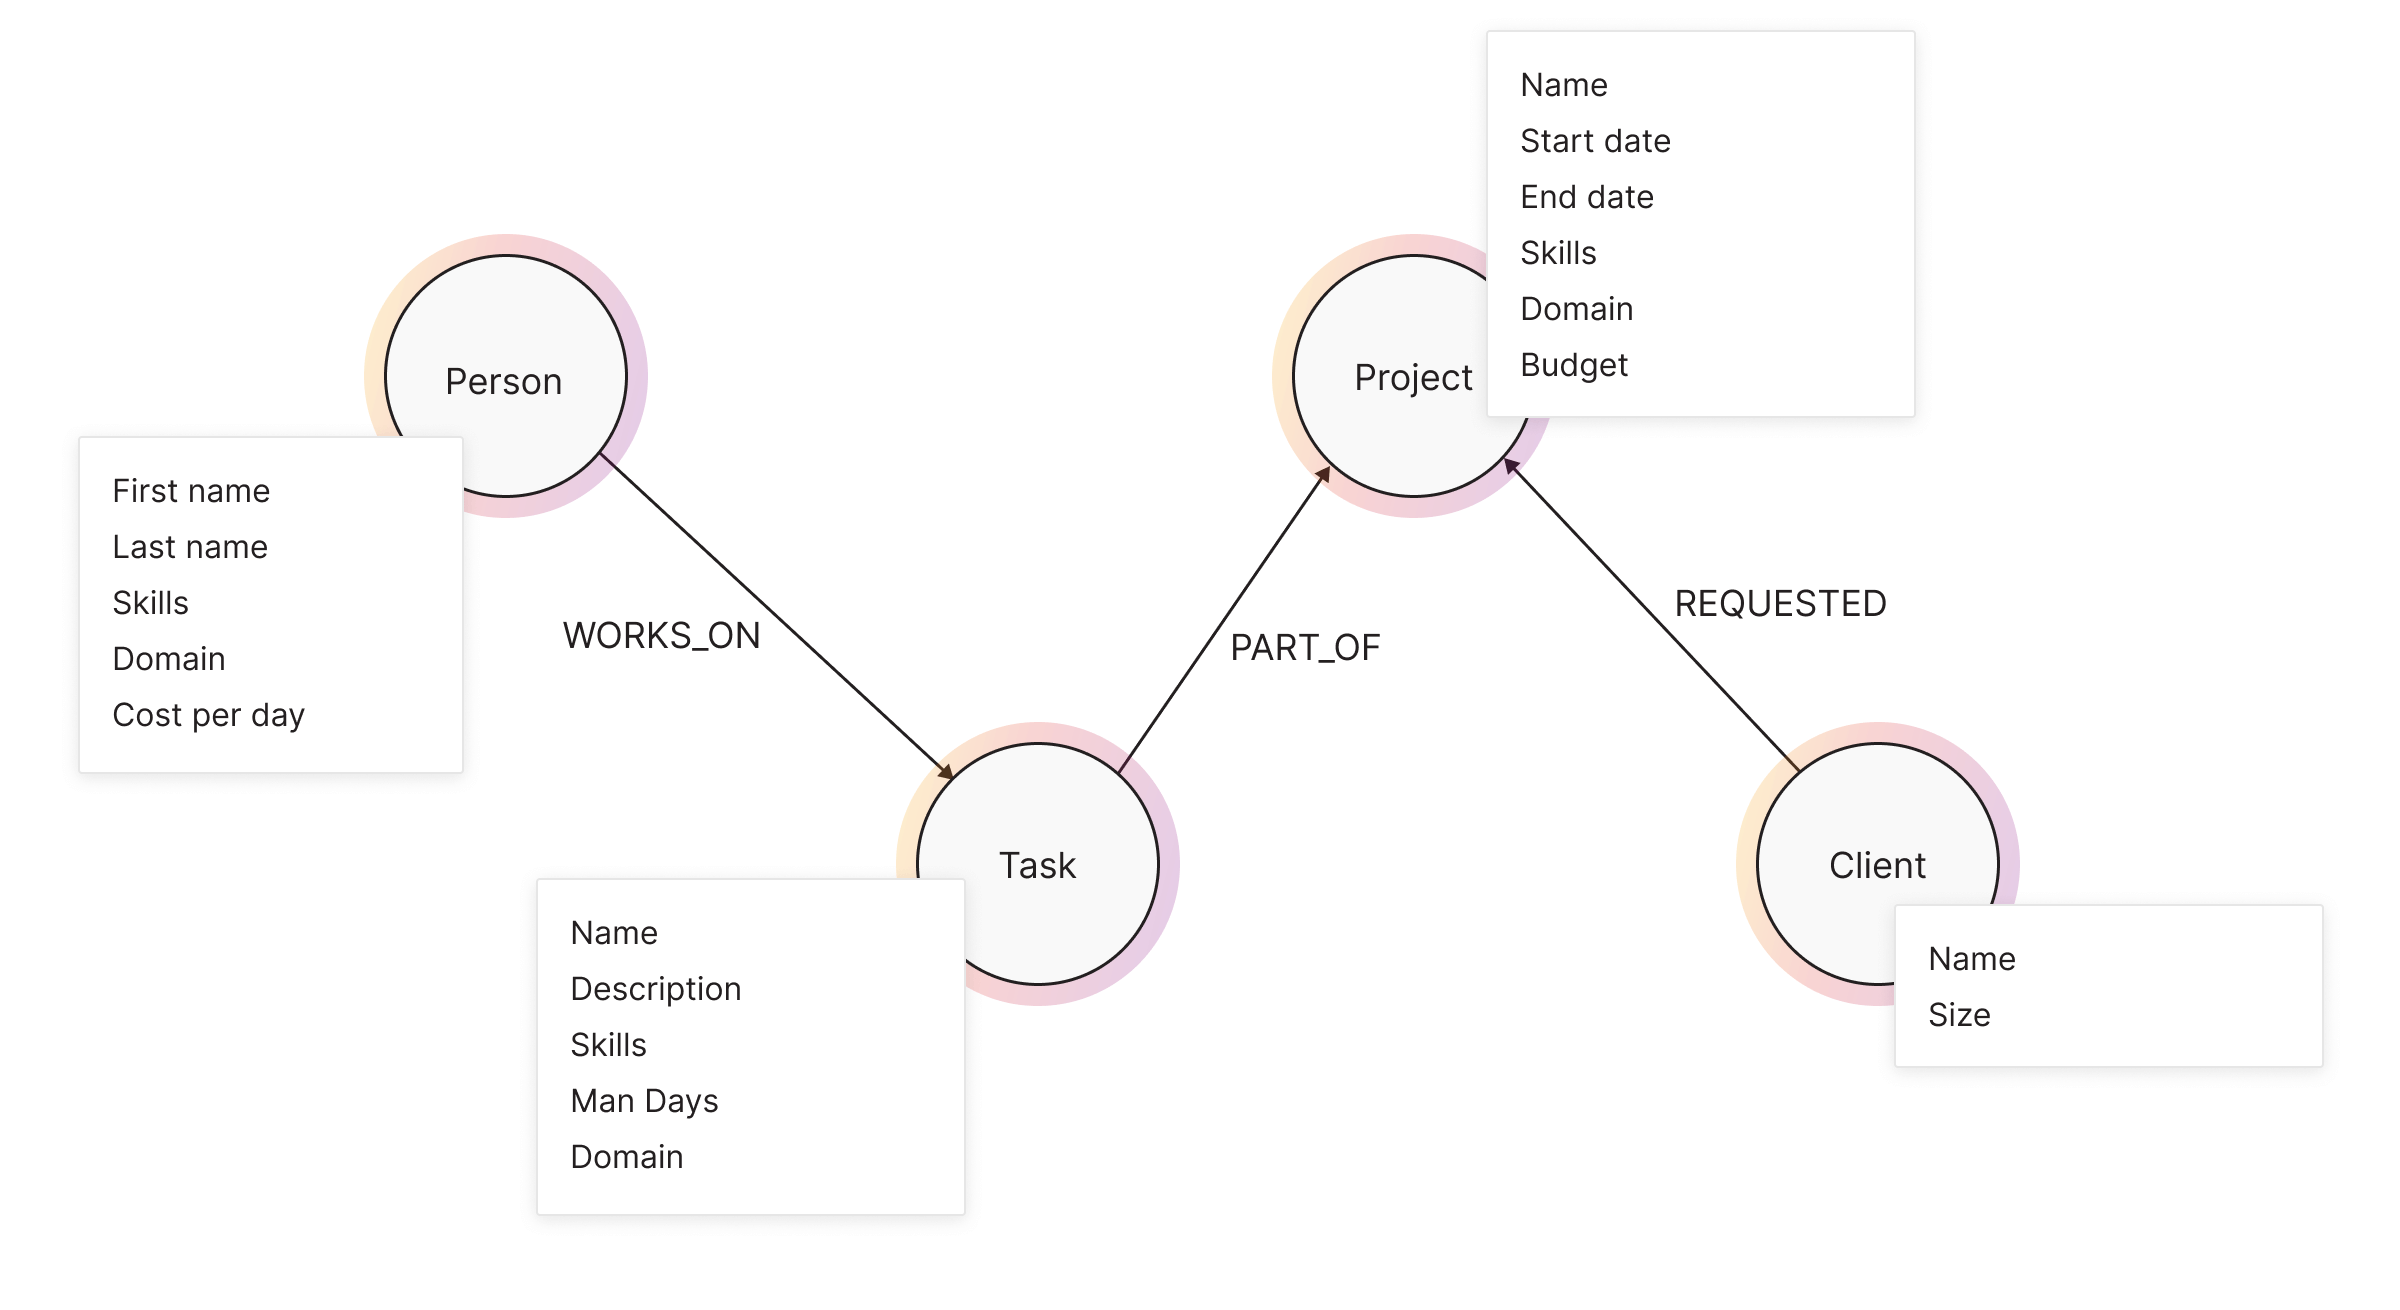 Person
First name
Last name
Skills
Domain
Cost per day
WORKS_ON
Task
Name
Description
Skills
Man Days
Domain
PART_OF
Project
Name
Start date
End date
Skills
Domain
Budget
REQUESTED
Client
Name
Size